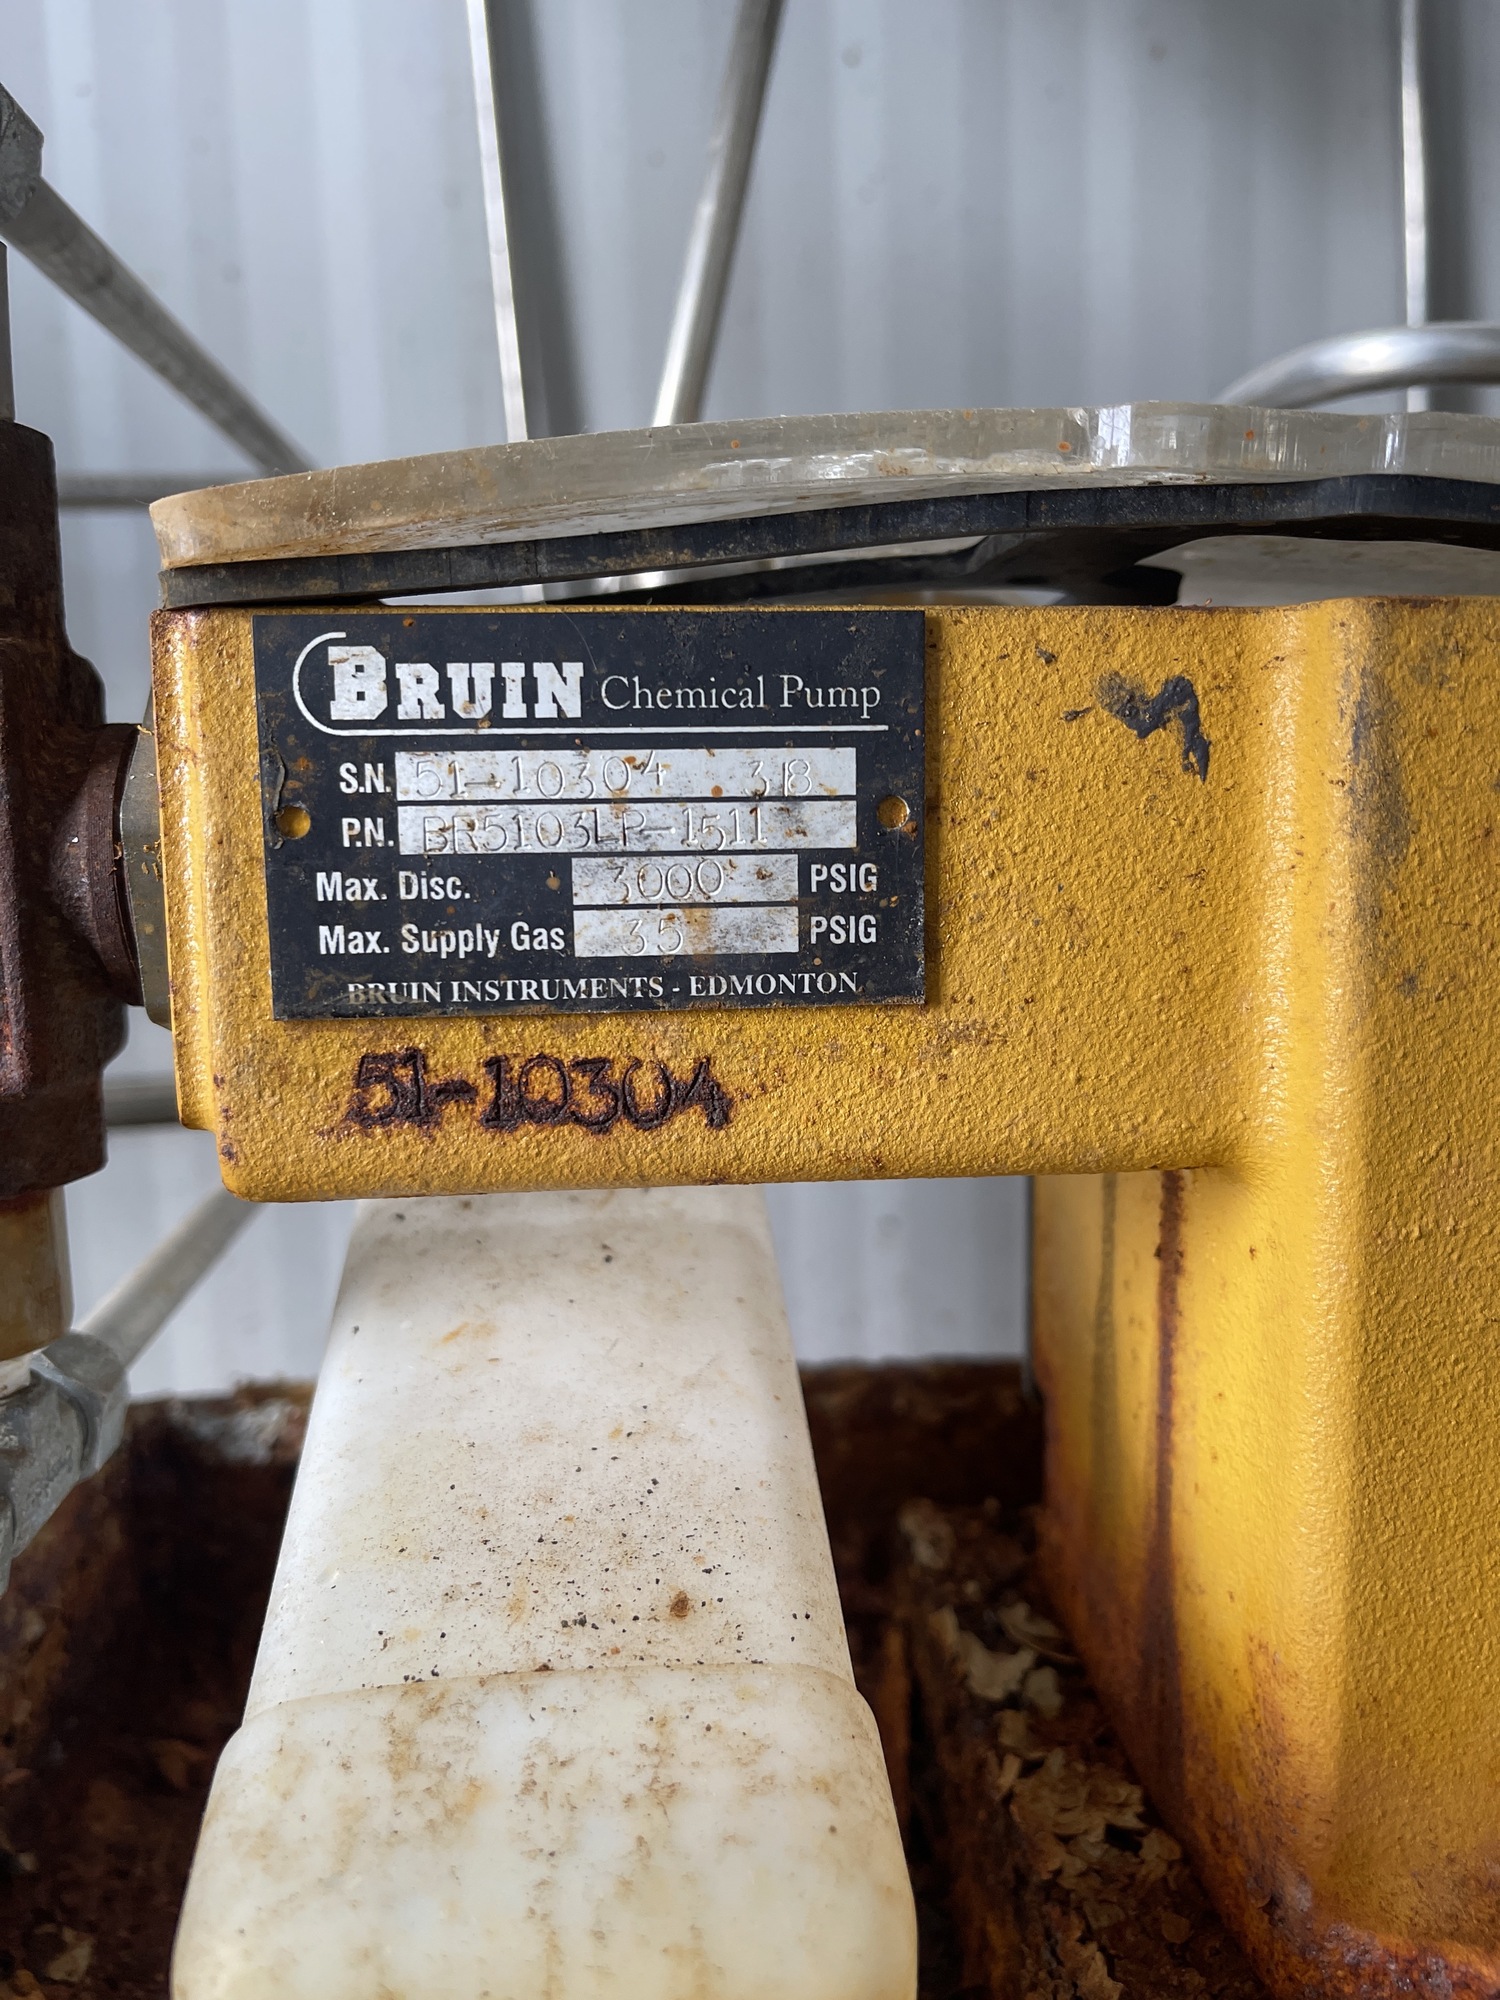 BRUIN Chemical Pump
S.N. 51-10304 318
P.N. BR5103LP-1511
Max. Disc. 3000 PSIG
Max. Supply Gas 35 PSIG
BRUIN INSTRUMENTS - EDMONTON
51-10304